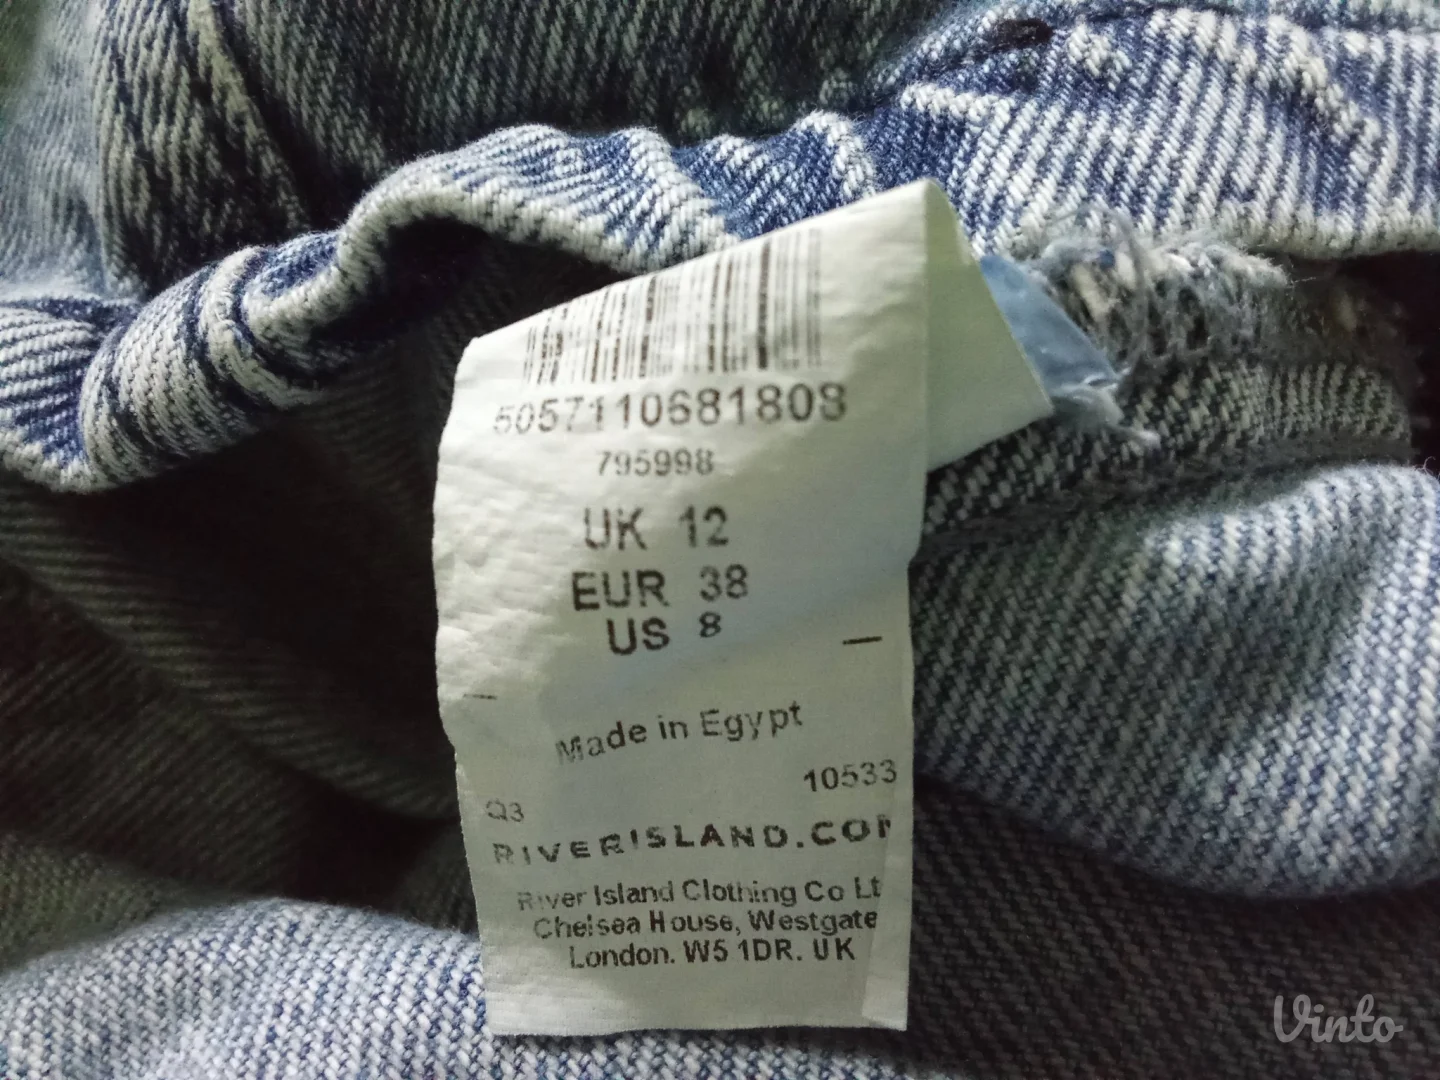 5057110681808
795998
UK 12
EUR 38
US 8
Made in Egypt
10533
Q3
RIVERISLAND.COM
River Island Clothing Co Lt
Chelsea House, Westgate
London. W5 1DR. UK
Vinto